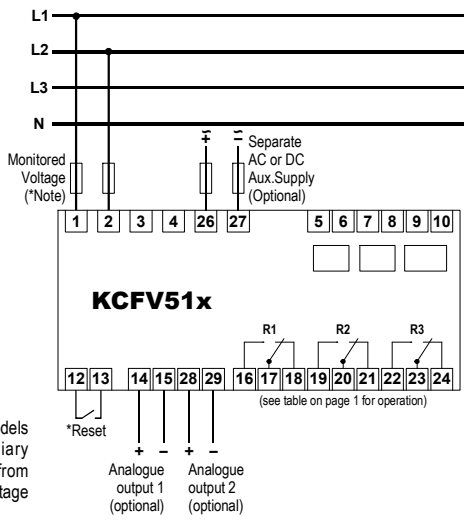 L1
L2
L3
N
Monitored
Voltage
(*Note)
+ –
Separate
AC or DC
Aux.Supply
(Optional)
1 2 3 4 26 27 5 6 7 8 9 10
KCFV51x
R1 R2 R3
12 13 14 15 28 29 16 17 18 19 20 21 22 23 24
(see table on page 1 for operation)
*Reset
+ – + –
Analogue
output 1
(optional)
Analogue
output 2
(optional)
dels
iary
from
tage